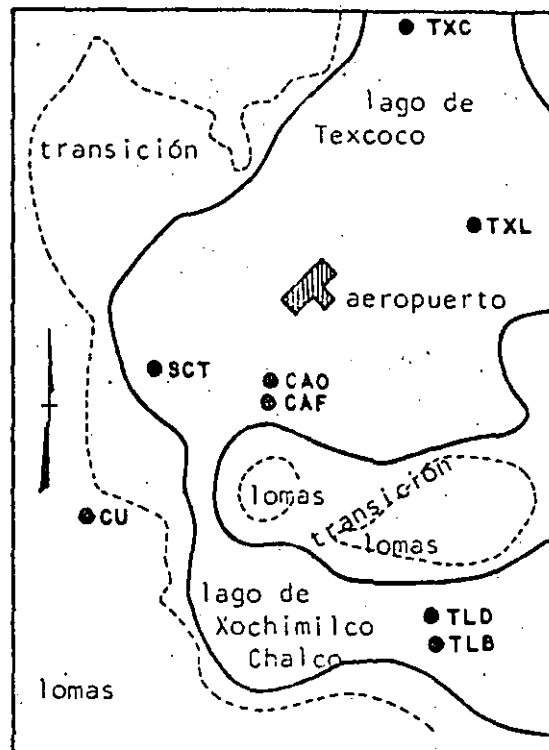 TXC
lago de
Texcoco
transición
TXL
aeropuerto
SCT
CAO
CAF
lomas
transición
lomas
CU
lago de
Xochimilco
Chalco
TLD
TLB
lomas